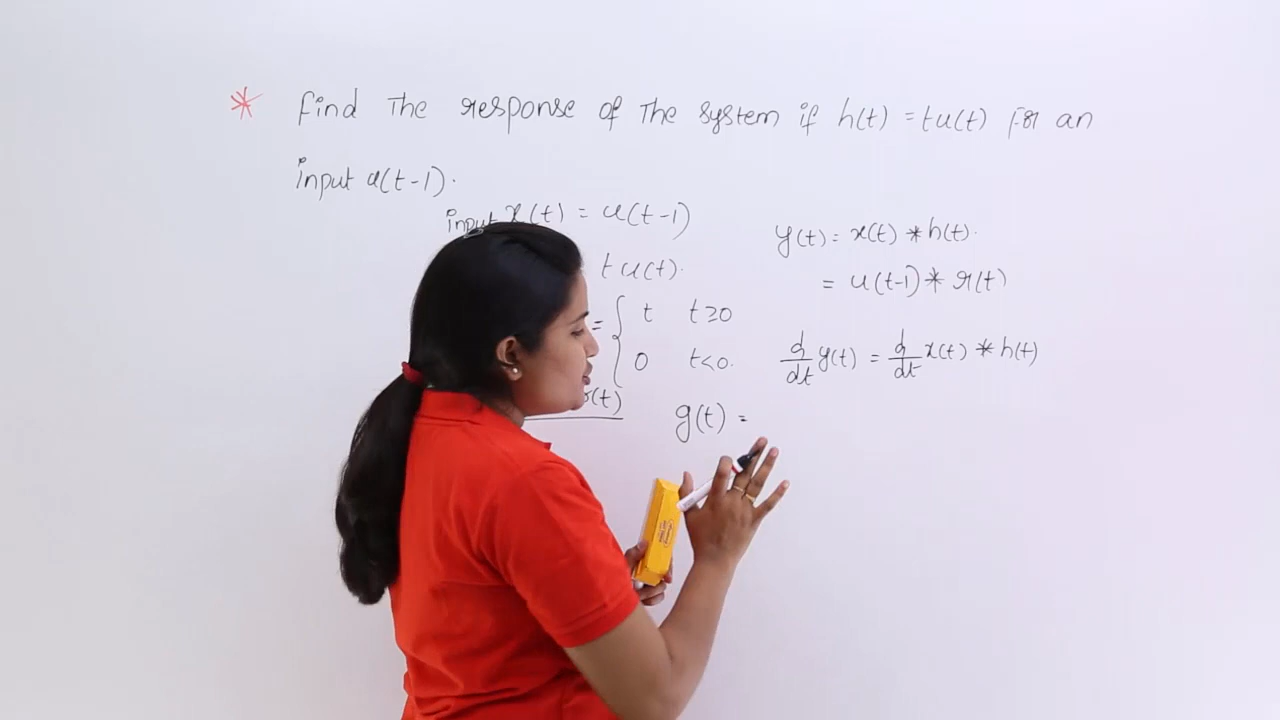 * find The response of The system if h(t) = tu(t) for an
input u(t-1).
input x(t) = u(t-1)
t u(t).
= { t t≥0
0 t<0.
y(t) = x(t) * h(t).
= u(t-1) * r(t)
d/dt y(t) = d/dt x(t) * h(t)
g(t) =